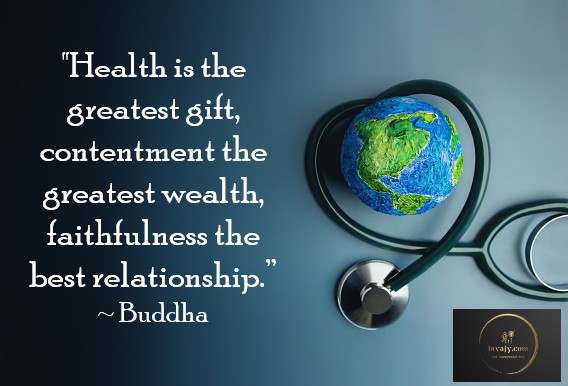 "Health is the
greatest gift,
contentment the
greatest wealth,
faithfulness the
best relationship.”
~ Buddha